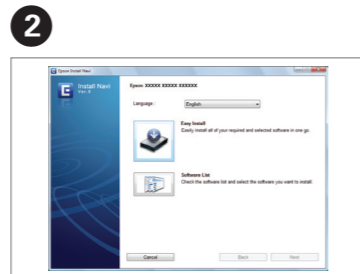 2
Epson Install Navi
Install Navi
Ver.4
Epson XXXXX XXXXX XXXXXX
Language:
English
Easy Install
Easily install all of your required and selected software in one go.
Software List
Check the software list and select the software you want to install.
Cancel
Back
Next